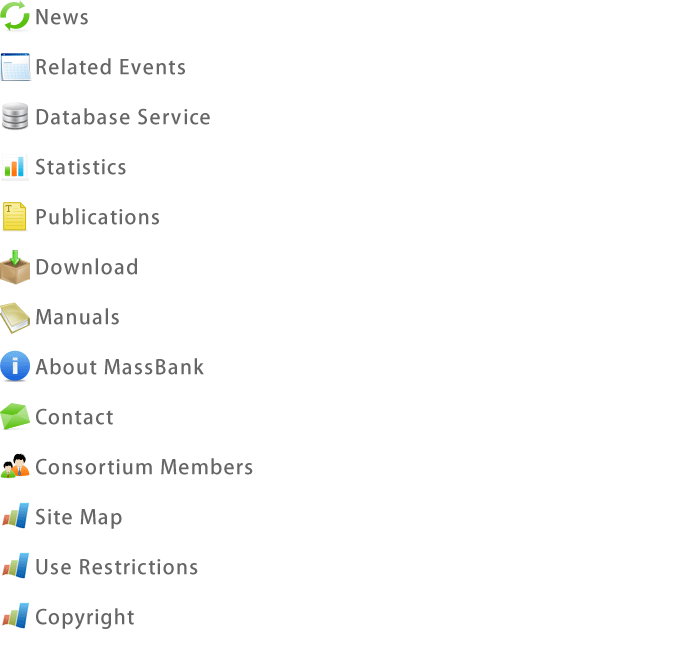 News
Related Events
Database Service
Statistics
T
Publications
Download
Manuals
i
About MassBank
Contact
Consortium Members
Site Map
Use Restrictions
Copyright